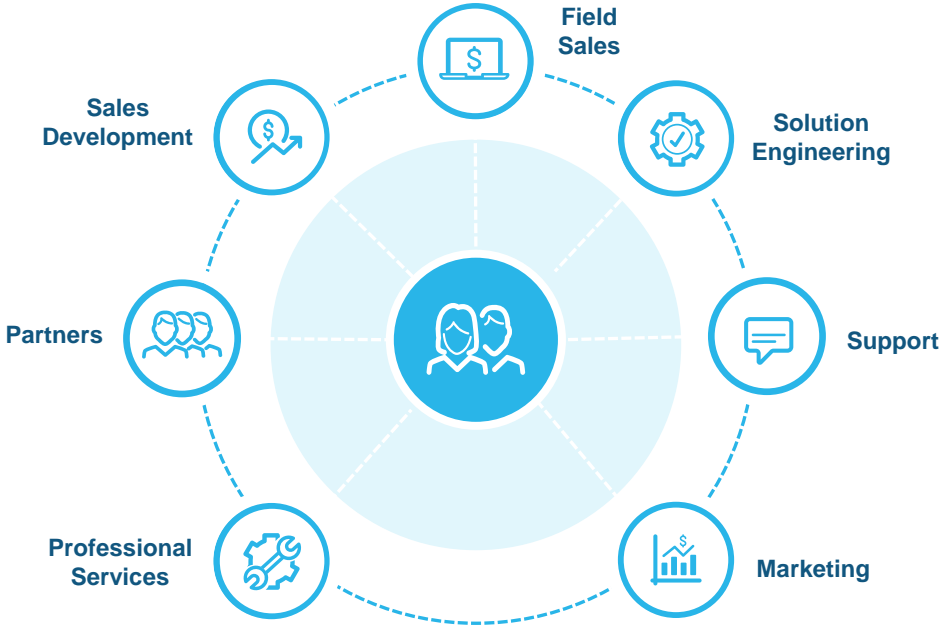 Field
Sales
Sales
Development
$
$
Solution
Engineering
Partners
Support
Professional
Services
$
Marketing